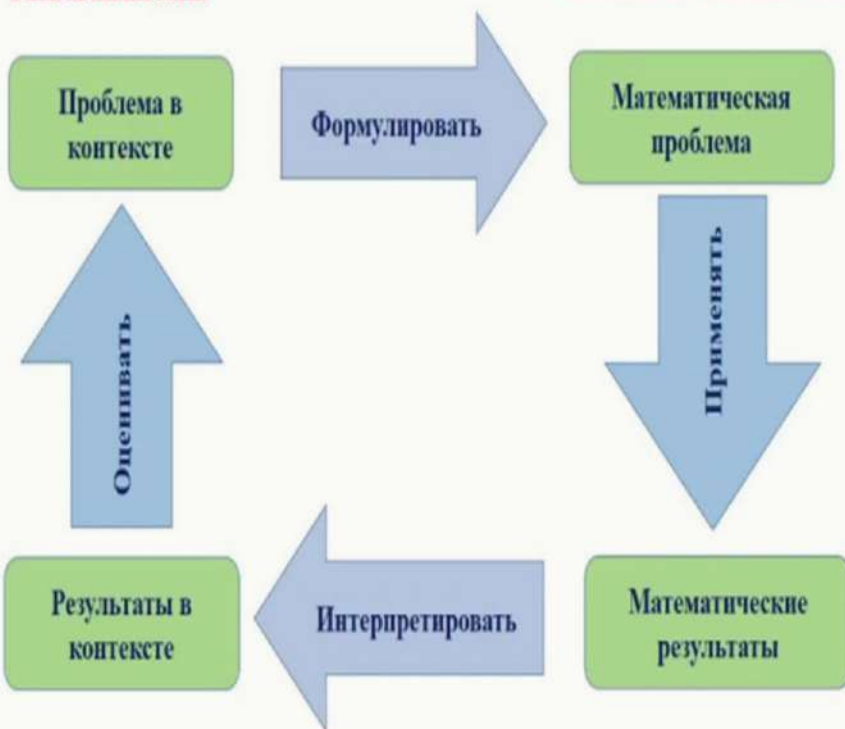 Проблема в
контексте
Формулировать
Математическая
проблема
Применять
Математические
результаты
Интерпретировать
Результаты в
контексте
Оценивать